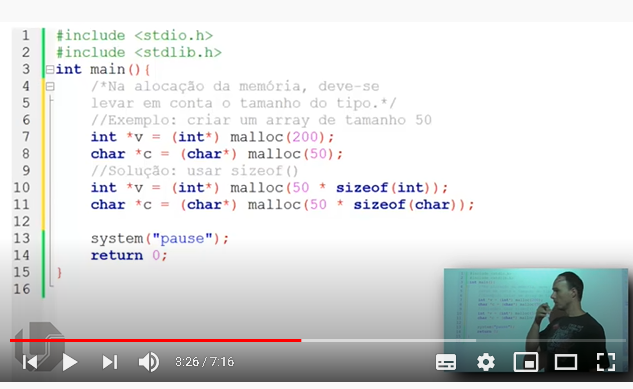 1 #include <stdio.h>
2 #include <stdlib.h>
3 int main(){
4 /*Na alocação da memória, deve-se
5 levar em conta o tamanho do tipo.*/
6 //Exemplo: criar um array de tamanho 50
7 int *v = (int*) malloc(200);
8 char *c = (char*) malloc(50);
9 //Solução: usar sizeof()
10 int *v = (int*) malloc(50 * sizeof(int));
11 char *c = (char*) malloc(50 * sizeof(char));
12
13 system("pause");
14 return 0;
15 }
16
3:26 / 7:16